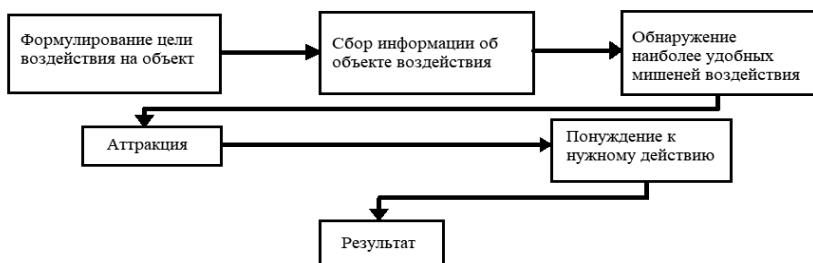 Формулирование цели
воздействия на объект
Сбор информации об
объекте воздействия
Обнаружение
наиболее удобных
мишеней воздействия
Аттракция
Понуждение к
нужному действию
Результат